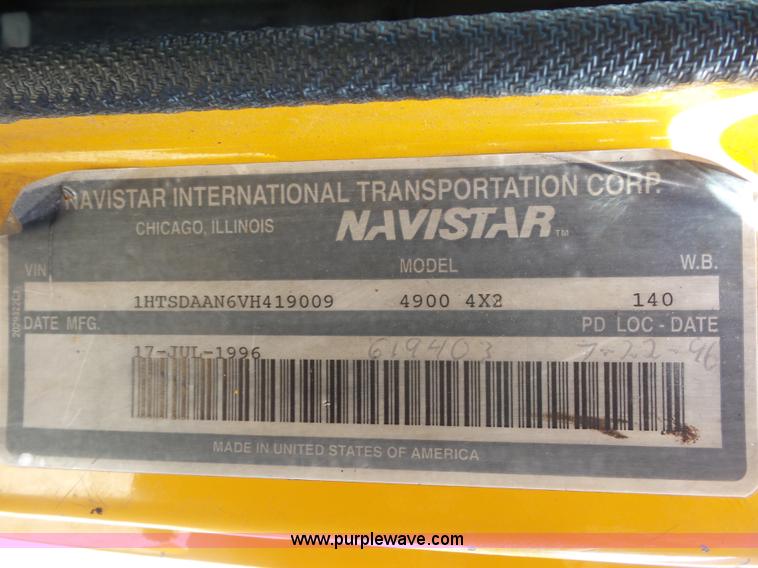 NAVISTAR INTERNATIONAL TRANSPORTATION CORP.
CHICAGO, ILLINOIS NAVISTAR TM
VIN MODEL W.B.
1HTSDAAN6VH419009 4900 4X2 140
DATE MFG. PD LOC - DATE
17-JUL-1996 619403 7-22-96
MADE IN UNITED STATES OF AMERICA
www.purplewave.com